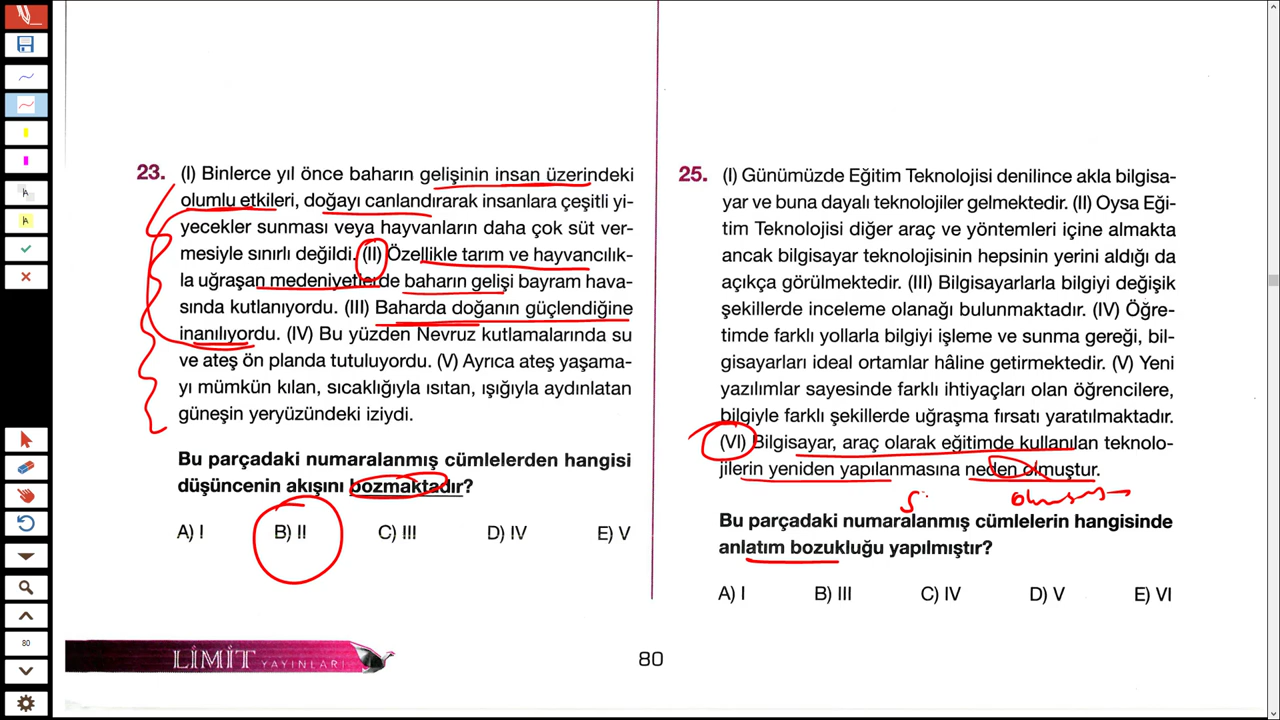 23. (I) Binlerce yıl önce baharın gelişinin insan üzerindeki
olumlu etkileri, doğayı canlandırarak insanlara çeşitli yi-
yecekler sunması veya hayvanların daha çok süt ver-
mesiyle sınırlı değildi. (II) Özellikle tarım ve hayvancılık-
la uğraşan medeniyetlerde baharın gelişi bayram hava-
sında kutlanıyordu. (III) Baharda doğanın güçlendiğine
inanılıyordu. (IV) Bu yüzden Nevruz kutlamalarında su
ve ateş ön planda tutuluyordu. (V) Ayrıca ateş yaşama-
yı mümkün kılan, sıcaklığıyla ısıtan, ışığıyla aydınlatan
güneşin yeryüzündeki iziydi.
Bu parçadaki numaralanmış cümlelerden hangisi
düşüncenin akışını bozmaktadır?
A) I B) II C) III D) IV E) V
25. (I) Günümüzde Eğitim Teknolojisi denilince akla bilgisa-
yar ve buna dayalı teknolojiler gelmektedir. (II) Oysa Eği-
tim Teknolojisi diğer araç ve yöntemleri içine almakta
ancak bilgisayar teknolojisinin hepsinin yerini aldığı da
açıkça görülmektedir. (III) Bilgisayarlarla bilgiyi değişik
şekillerde inceleme olanağı bulunmaktadır. (IV) Öğre-
timde farklı yollarla bilgiyi işleme ve sunma gereği, bil-
gisayarları ideal ortamlar hâline getirmektedir. (V) Yeni
yazılımlar sayesinde farklı ihtiyaçları olan öğrencilere,
bilgiyle farklı şekillerde uğraşma fırsatı yaratılmaktadır.
(VI) Bilgisayar, araç olarak eğitimde kullanılan teknolo-
jilerin yeniden yapılanmasına neden olmuştur.
Bu parçadaki numaralanmış cümlelerin hangisinde
anlatım bozukluğu yapılmıştır?
A) I B) III C) IV D) V E) VI
LİMİT YAYINLARI
80
80